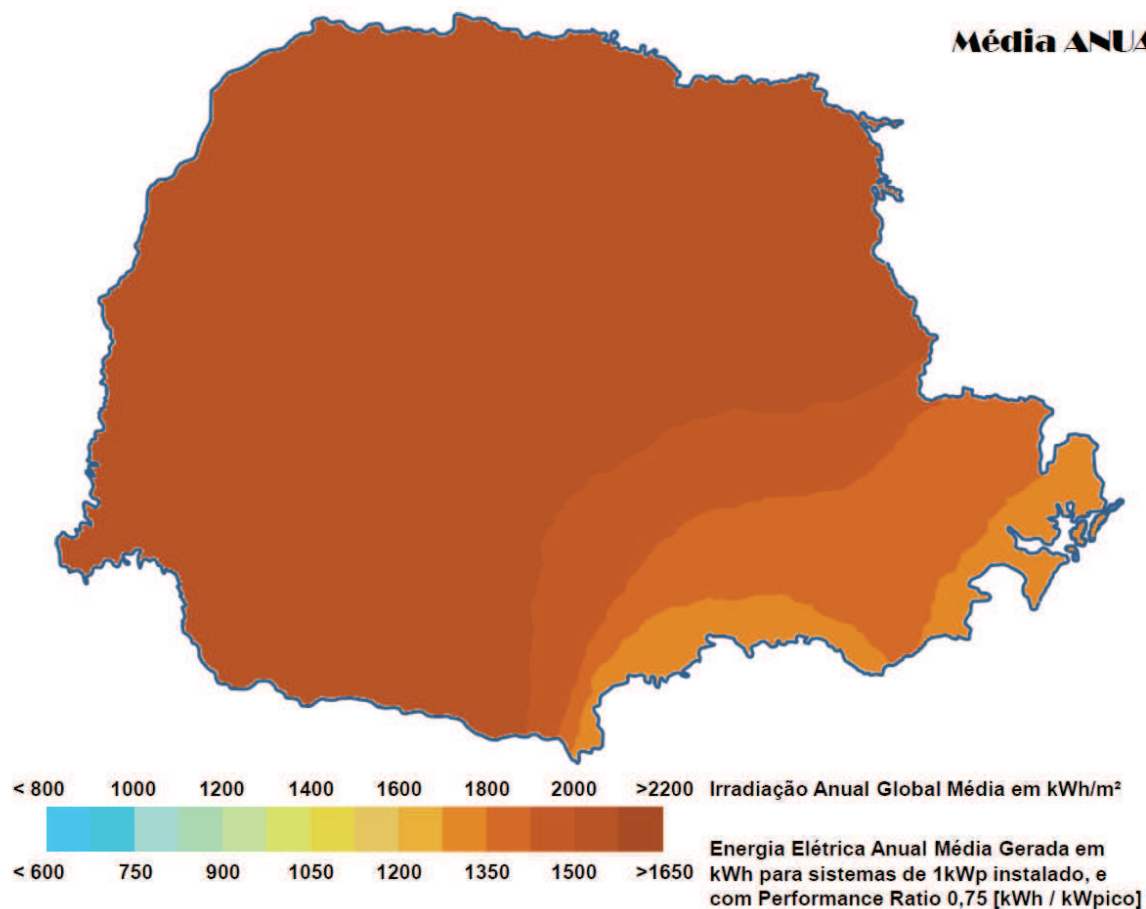 Média ANUA
< 800 1000 1200 1400 1600 1800 2000 >2200 Irradiação Anual Global Média em kWh/m²
Energia Elétrica Anual Média Gerada em
kWh para sistemas de 1kWp instalado, e
< 600 750 900 1050 1200 1350 1500 >1650 com Performance Ratio 0,75 [kWh / kWpico]